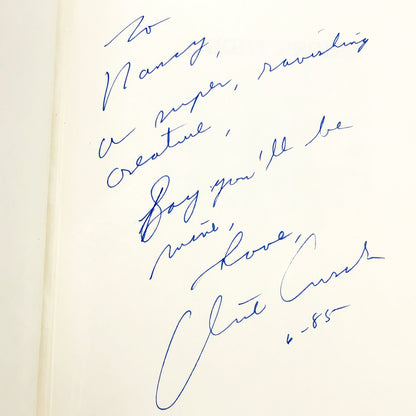 To
Nancy,
a super, ravishing
creature,
Say you'll be
mine,
Love,
6-85